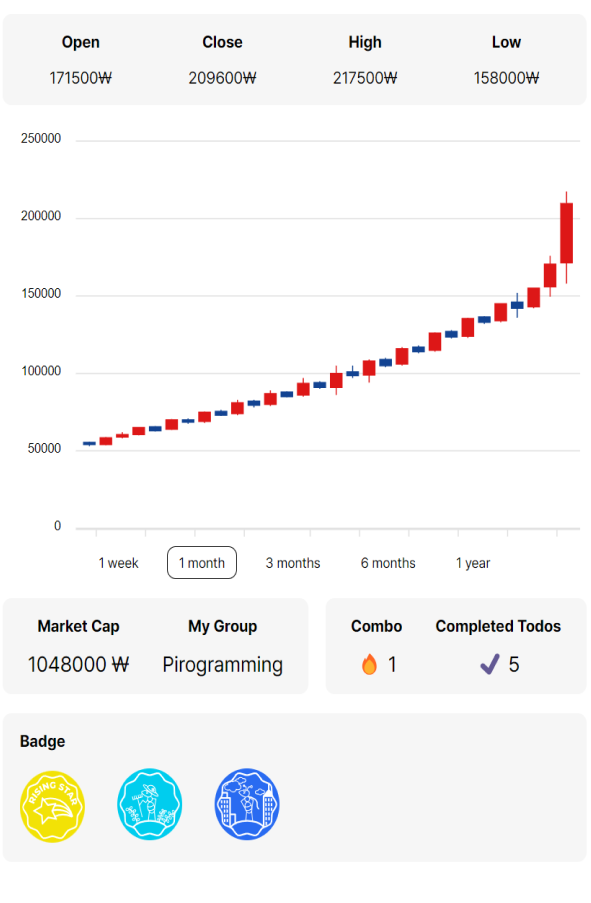 Open Close High Low
171500₩ 209600₩ 217500₩ 158000₩
250000
200000
150000
100000
50000
0
1 week 1 month 3 months 6 months 1 year
Market Cap My Group
1048000 ₩ Pirogramming
Combo Completed Todos
1 5
Badge
RISING STAR